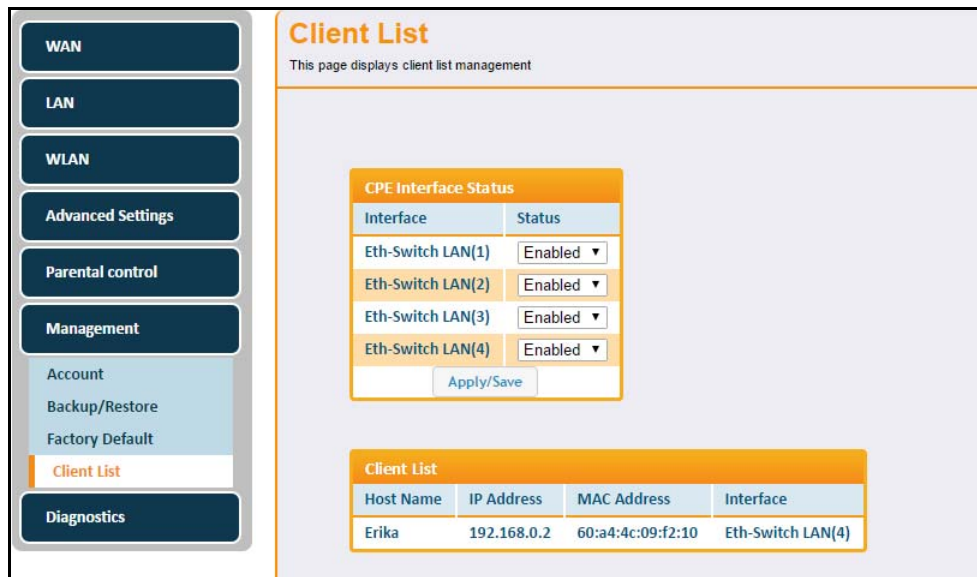 WAN
LAN
WLAN
Advanced Settings
Parental control
Management
Account
Backup/Restore
Factory Default
Client List
Diagnostics
Client List
This page displays client list management
CPE Interface Status
Interface Status
Eth-Switch LAN(1) Enabled
Eth-Switch LAN(2) Enabled
Eth-Switch LAN(3) Enabled
Eth-Switch LAN(4) Enabled
Apply/Save
Client List
Host Name IP Address MAC Address Interface
Erika 192.168.0.2 60:a4:4c:09:f2:10 Eth-Switch LAN(4)